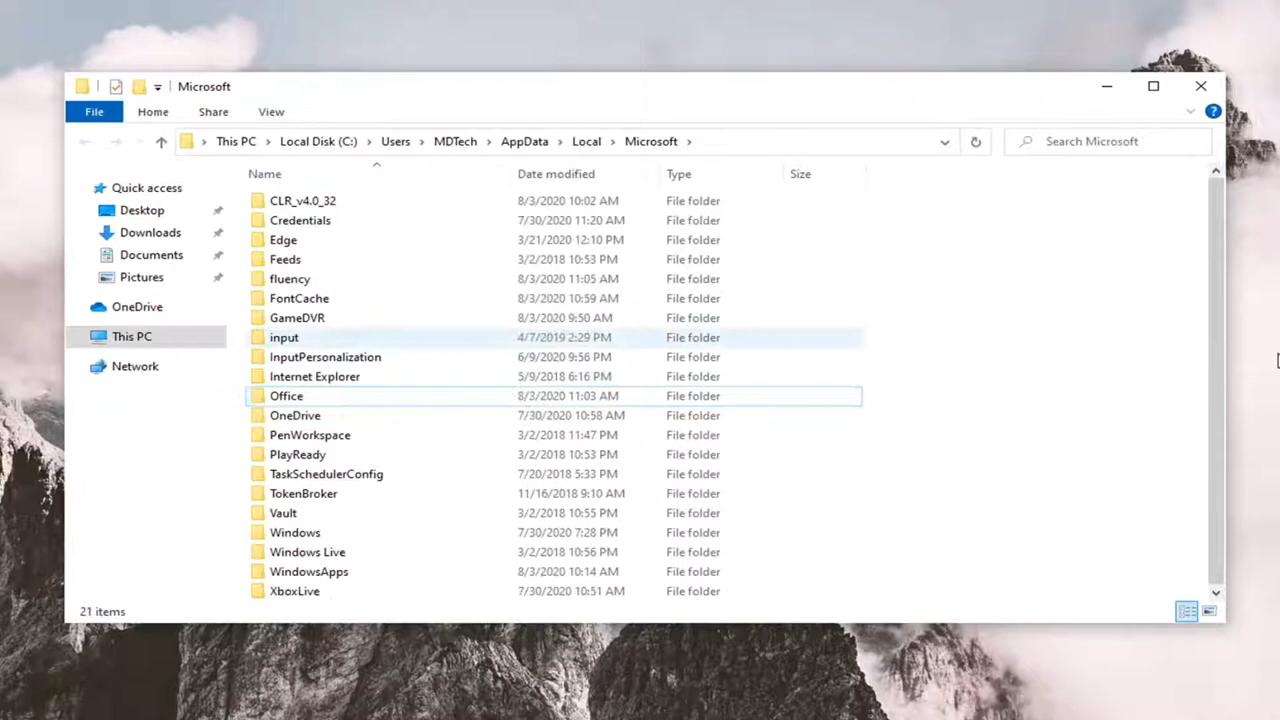 Microsoft
File Home Share View
This PC Local Disk (C:) Users MDTech AppData Local Microsoft Search Microsoft
Name Date modified Type Size
Quick access
Desktop
Downloads
Documents
Pictures
OneDrive
This PC
Network
CLR_v4.0_32 8/3/2020 10:02 AM File folder
Credentials 7/30/2020 11:20 AM File folder
Edge 3/21/2020 12:10 PM File folder
Feeds 3/2/2018 10:53 PM File folder
fluency 8/3/2020 11:05 AM File folder
FontCache 8/3/2020 10:59 AM File folder
GameDVR 8/3/2020 9:50 AM File folder
input 4/7/2019 2:29 PM File folder
InputPersonalization 6/9/2020 9:56 PM File folder
Internet Explorer 5/9/2018 6:16 PM File folder
Office 8/3/2020 11:03 AM File folder
OneDrive 7/30/2020 10:58 AM File folder
PenWorkspace 3/2/2018 11:47 PM File folder
PlayReady 3/2/2018 10:53 PM File folder
TaskSchedulerConfig 7/20/2018 5:33 PM File folder
TokenBroker 11/16/2018 9:10 AM File folder
Vault 3/2/2018 10:55 PM File folder
Windows 7/30/2020 7:28 PM File folder
Windows Live 3/2/2018 10:56 PM File folder
WindowsApps 8/3/2020 10:14 AM File folder
XboxLive 7/30/2020 10:51 AM File folder
21 items